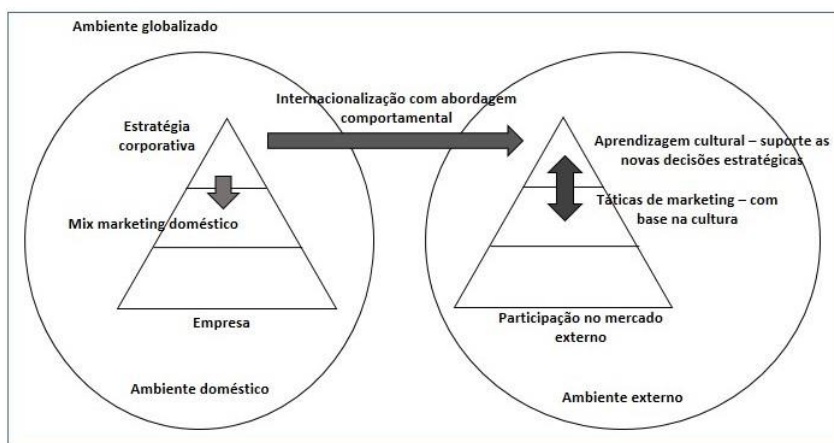 Ambiente globalizado
Internacionalização com abordagem
comportamental
Estratégia
corporativa
Mix marketing doméstico
Empresa
Ambiente doméstico
Aprendizagem cultural – suporte as
novas decisões estratégicas
Táticas de marketing – com
base na cultura
Participação no mercado
externo
Ambiente externo